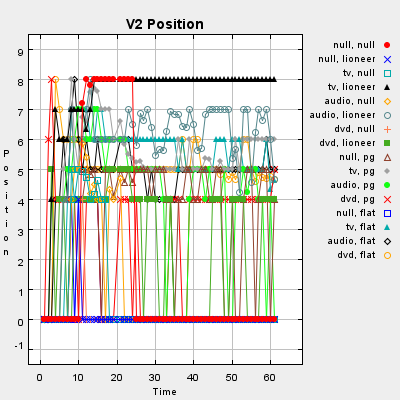 V2 Position
9
8
7
6
5
4
3
2
1
0
-1
Position
0
10
20
30
40
50
60
Time
null, null
null, lioneer
tv, null
tv, lioneer
audio, null
audio, lioneer
dvd, null
dvd, lioneer
null, pg
tv, pg
audio, pg
dvd, pg
null, flat
tv, flat
audio, flat
dvd, flat